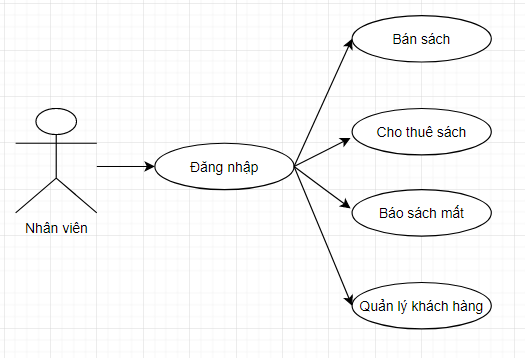 Bán sách
Cho thuê sách
Đăng nhập
Báo sách mất
Nhân viên
Quản lý khách hàng